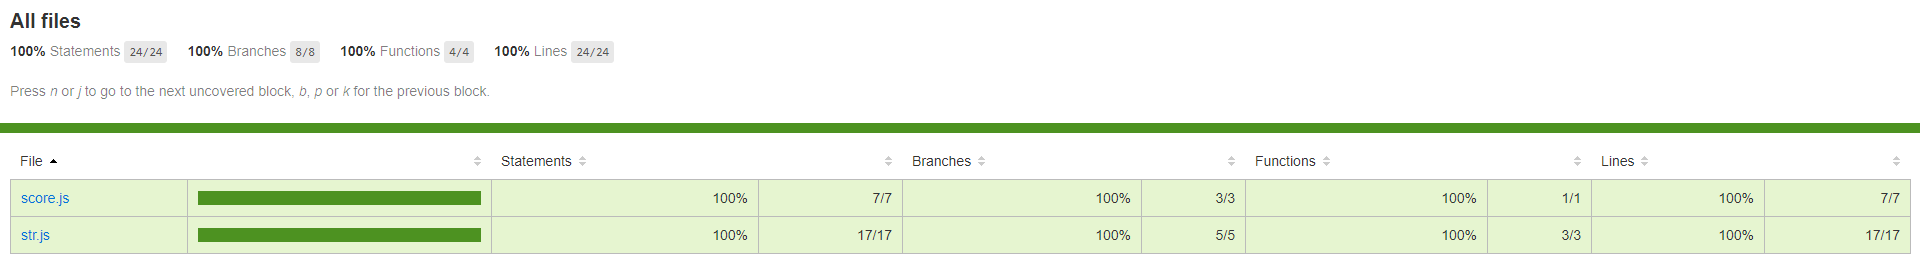 All files
100% Statements 24/24 100% Branches 8/8 100% Functions 4/4 100% Lines 24/24
Press n or j to go to the next uncovered block, b, p or k for the previous block.
File Statements Branches Functions Lines
score.js 100% 7/7 100% 3/3 100% 1/1 100% 7/7
str.js 100% 17/17 100% 5/5 100% 3/3 100% 17/17